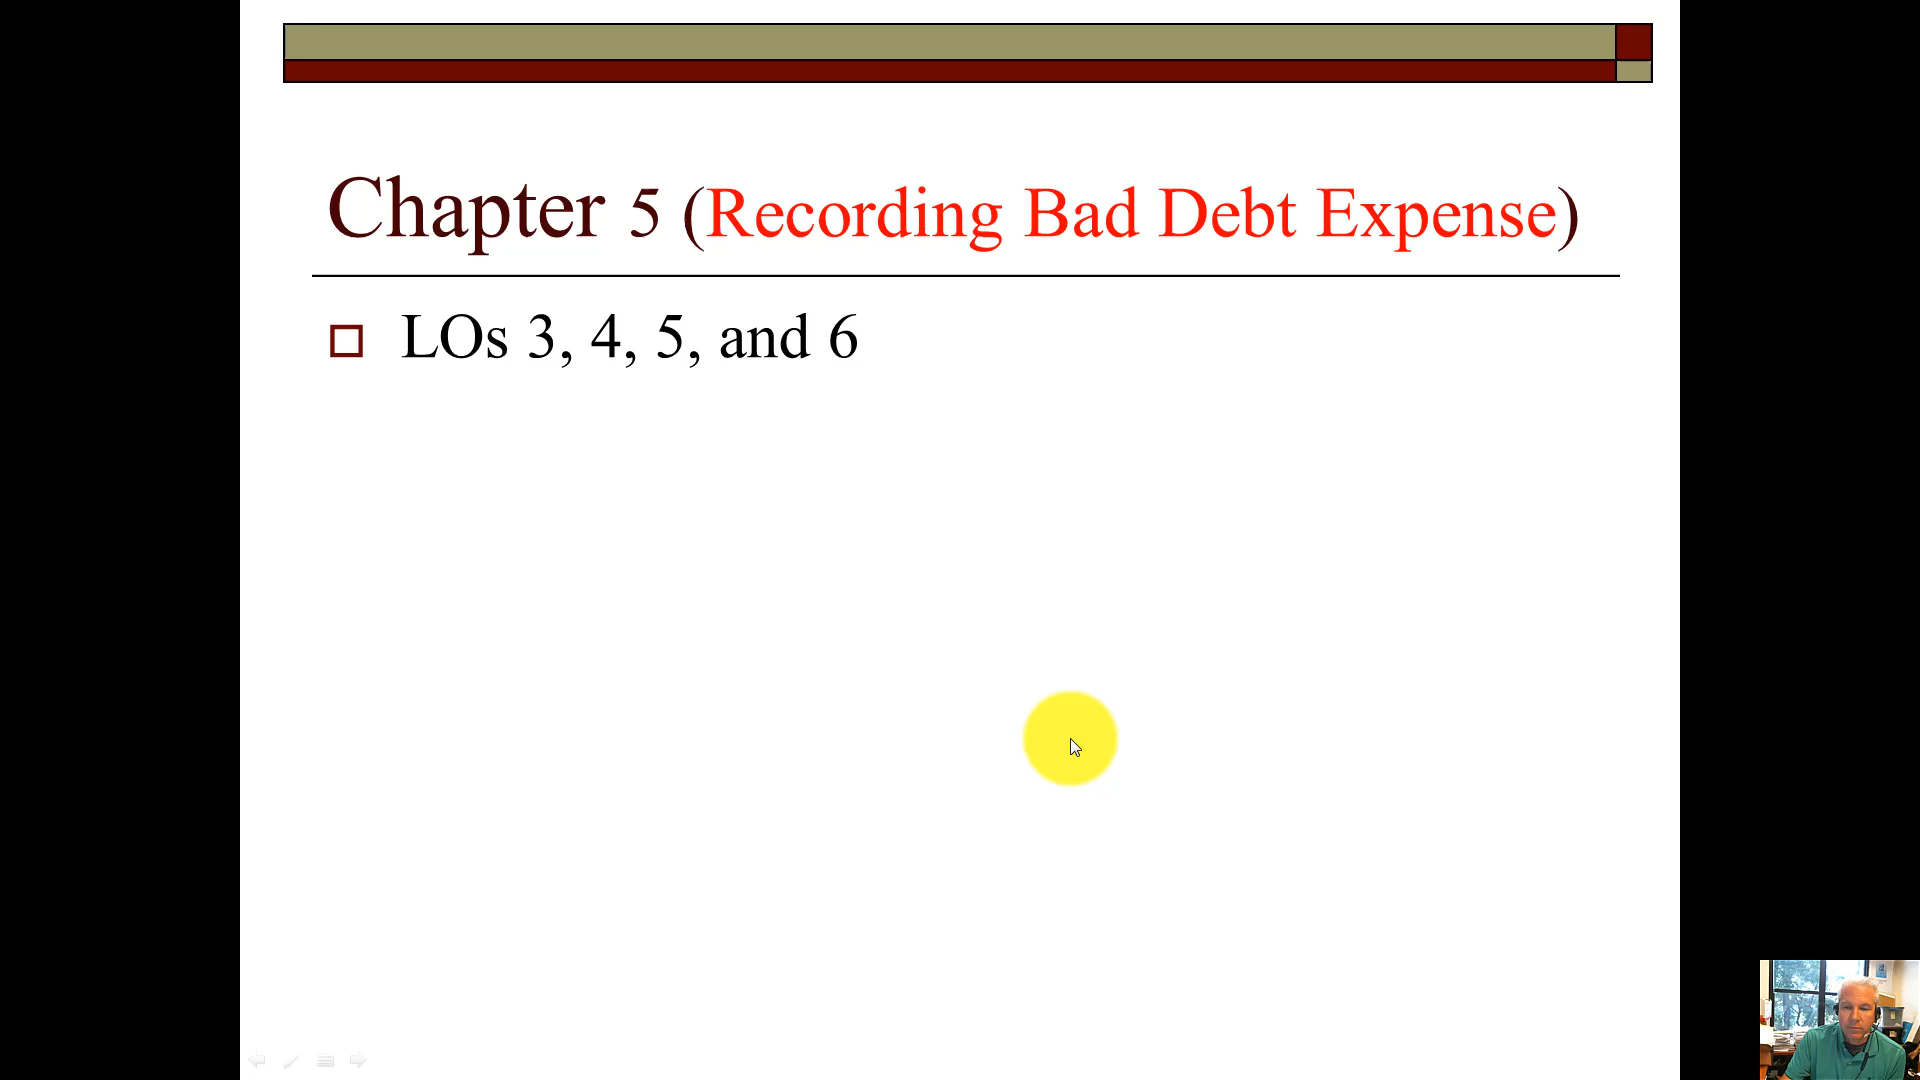 Chapter 5 (Recording Bad Debt Expense)
LOs 3, 4, 5, and 6